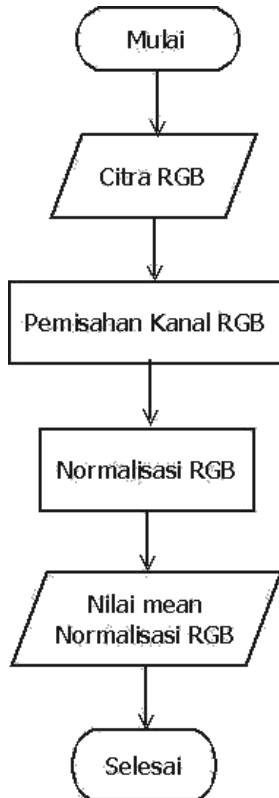 Mulai
Citra RGB
Pemisahan Kanal RGB
Normalisasi RGB
Nilai mean
Normalisasi RGB
Selesai